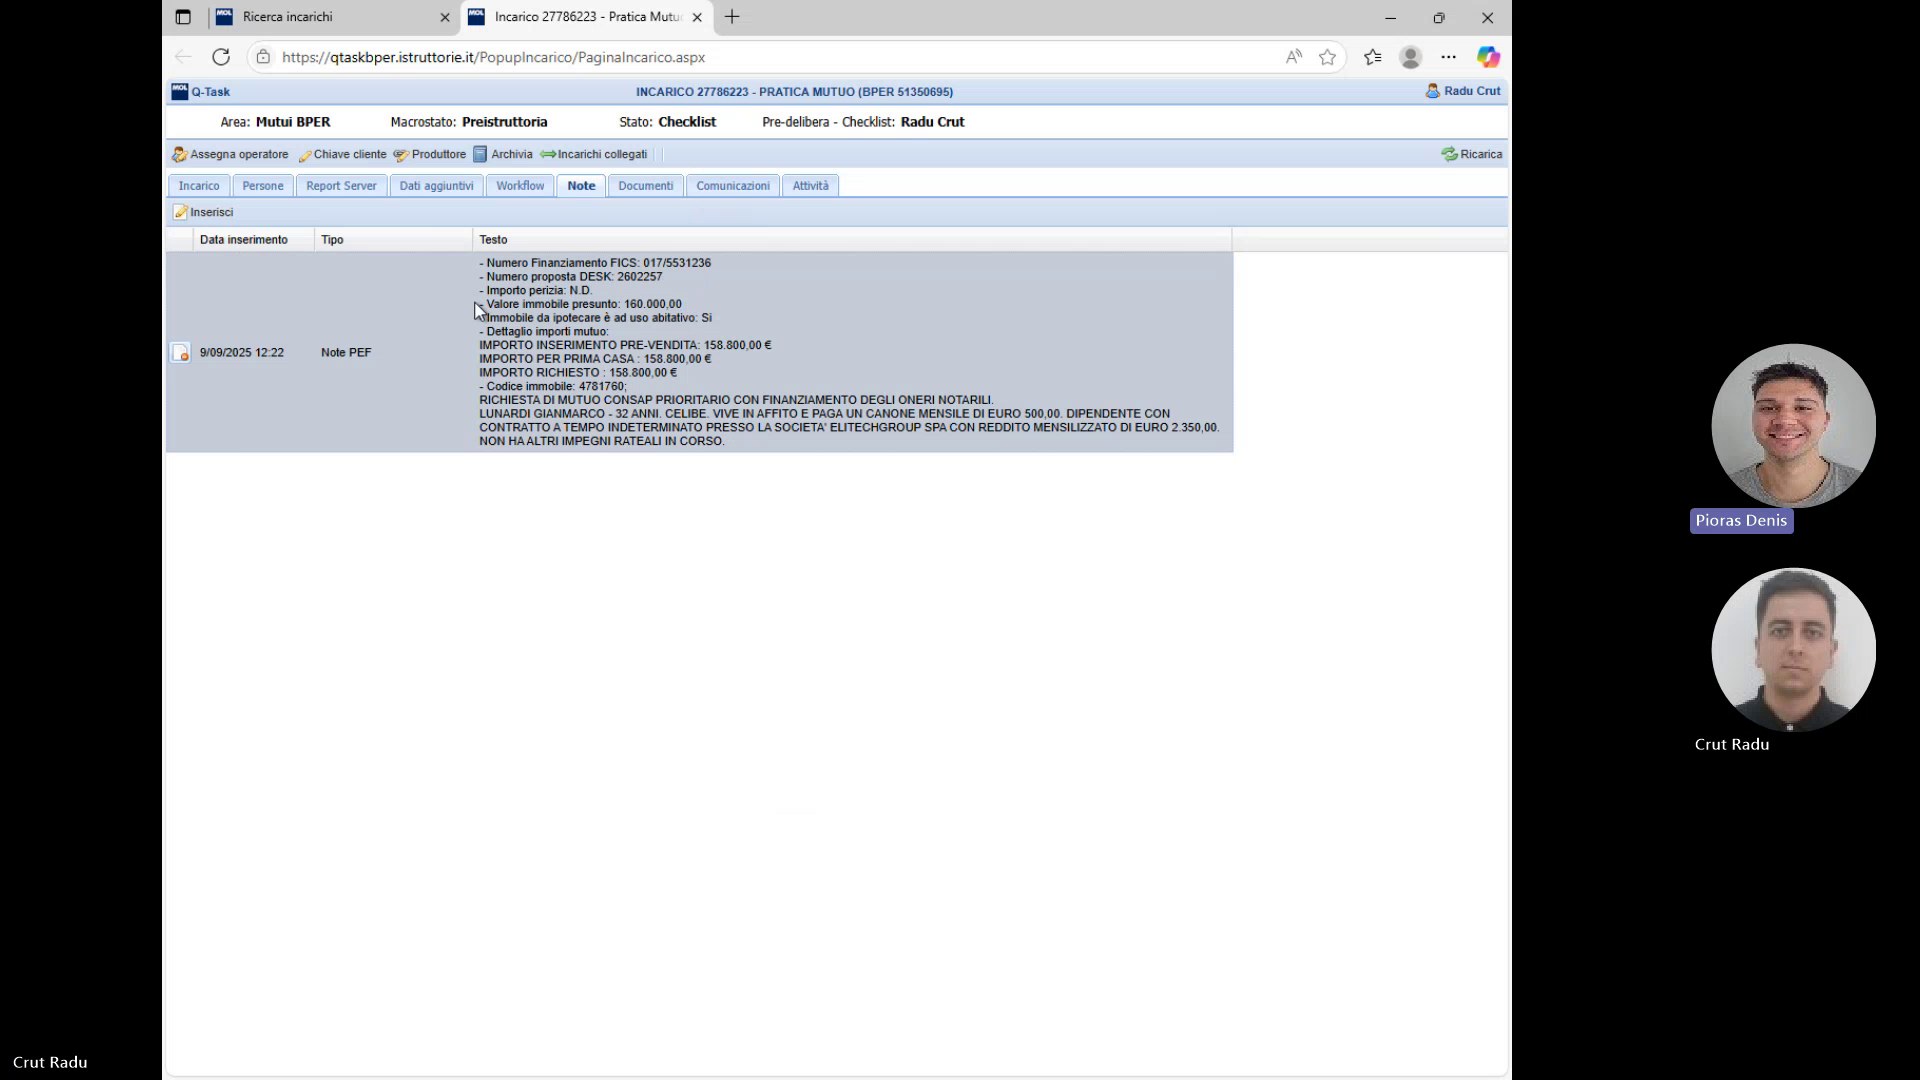 Ricerca incarichi
Incarico 27786223 - Pratica Mutu
https://qtaskbper.istruttorie.it/PopupIncarico/PaginaIncarico.aspx
MOL Q-Task
INCARICO 27786223 - PRATICA MUTUO (BPER 51350695)
Radu Crut
Area: Mutui BPER
Macrostato: Preistruttoria
Stato: Checklist
Pre-delibera - Checklist: Radu Crut
Assegna operatore
Chiave cliente
Produttore
Archivia
Incarichi collegati
Ricarica
Incarico
Persone
Report Server
Dati aggiuntivi
Workflow
Note
Documenti
Comunicazioni
Attività
Inserisci
Data inserimento
Tipo
Testo
9/09/2025 12:22
Note PEF
- Numero Finanziamento FICS: 017/5531236
- Numero proposta DESK: 2602257
- Importo perizia: N.D.
- Valore immobile presunto: 160.000,00
Immobile da ipotecare è ad uso abitativo: Si
- Dettaglio importi mutuo:
IMPORTO INSERIMENTO PRE-VENDITA: 158.800,00 €
IMPORTO PER PRIMA CASA : 158.800,00 €
IMPORTO RICHIESTO : 158.800,00 €
- Codice immobile: 4781760;
RICHIESTA DI MUTUO CONSAP PRIORITARIO CON FINANZIAMENTO DEGLI ONERI NOTARILI.
LUNARDI GIANMARCO - 32 ANNI. CELIBE. VIVE IN AFFITO E PAGA UN CANONE MENSILE DI EURO 500,00. DIPENDENTE CON
CONTRATTO A TEMPO INDETERMINATO PRESSO LA SOCIETA' ELITECHGROUP SPA CON REDDITO MENSILIZZATO DI EURO 2.350,00.
NON HA ALTRI IMPEGNI RATEALI IN CORSO.
Pioras Denis
Crut Radu
Crut Radu